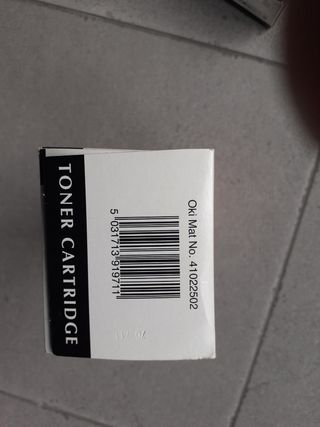 Oki Mat No. 41022502
5 031713 919711
TONER CARTRIDGE